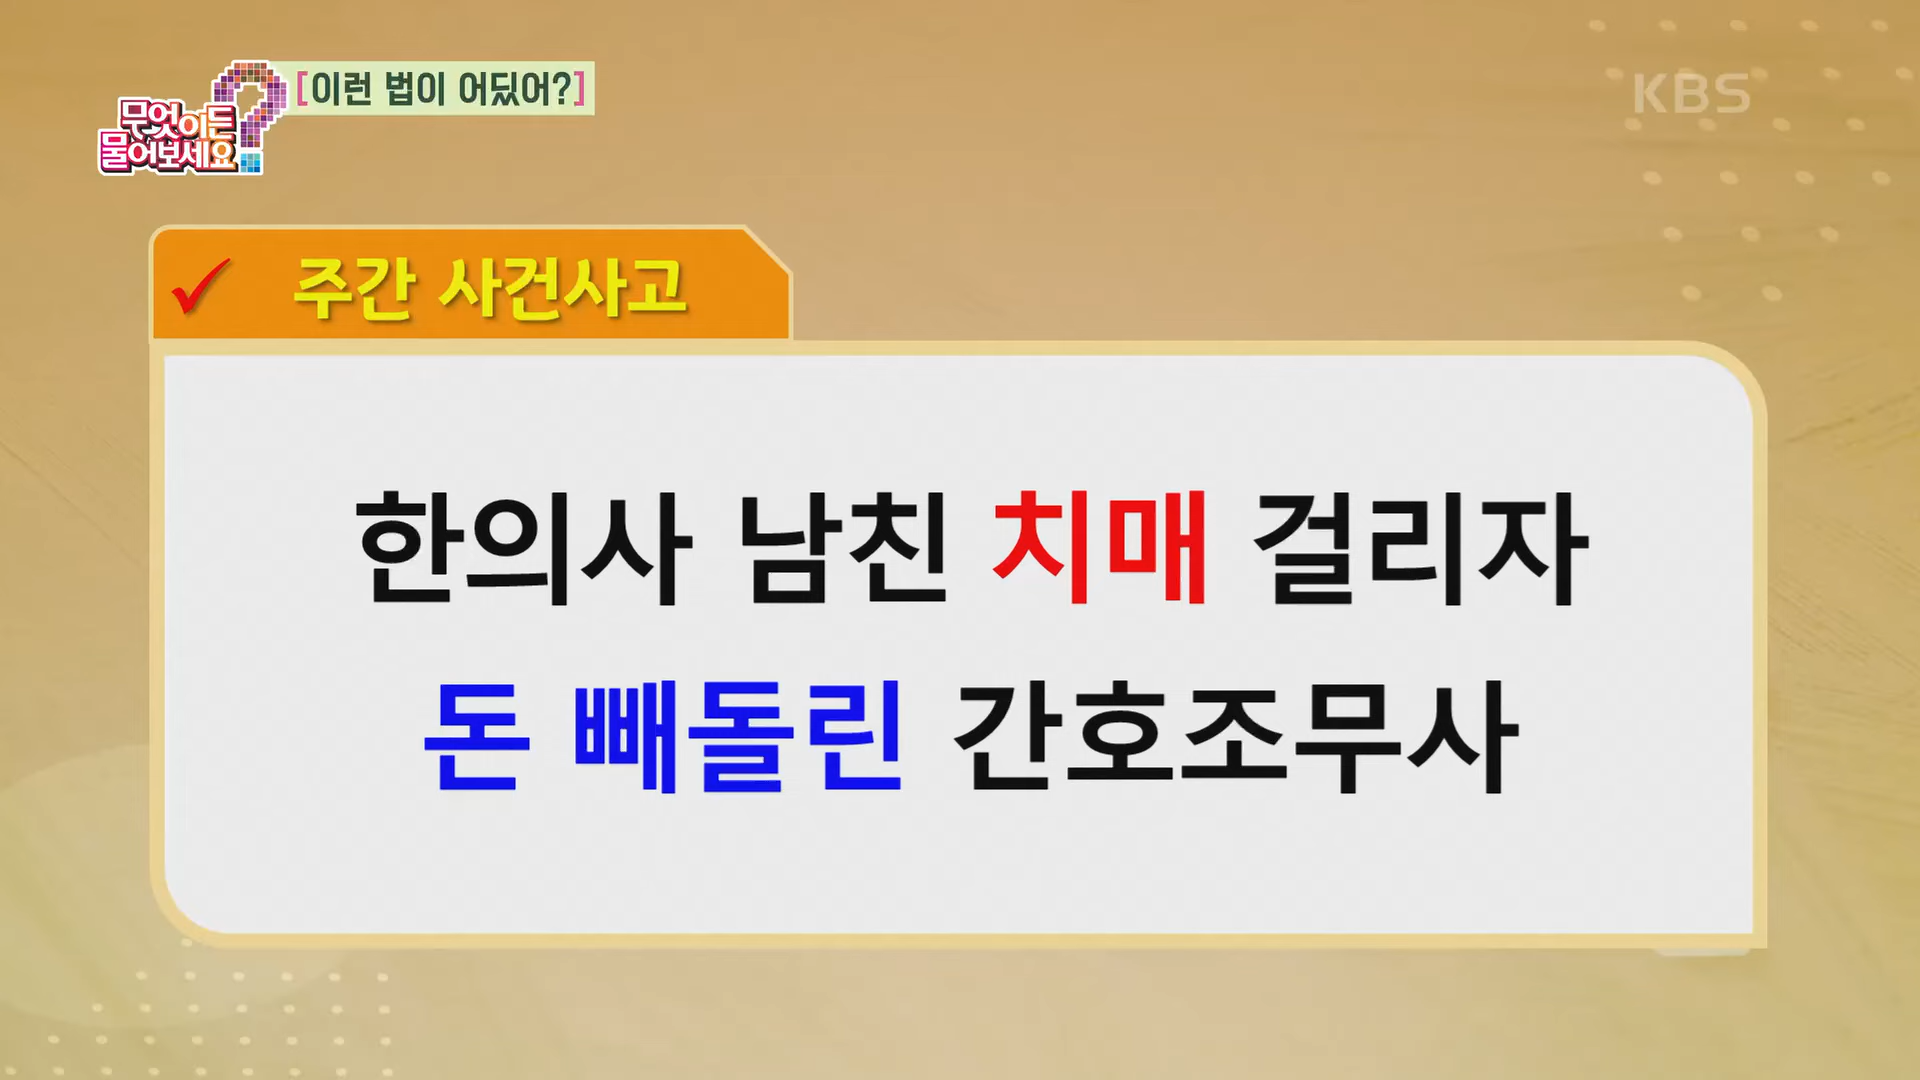 무엇이든
물어보세요
[이런 법이 어딨어?]
KBS
주간 사건사고
한의사 남친 치매 걸리자
돈 빼돌린 간호조무사